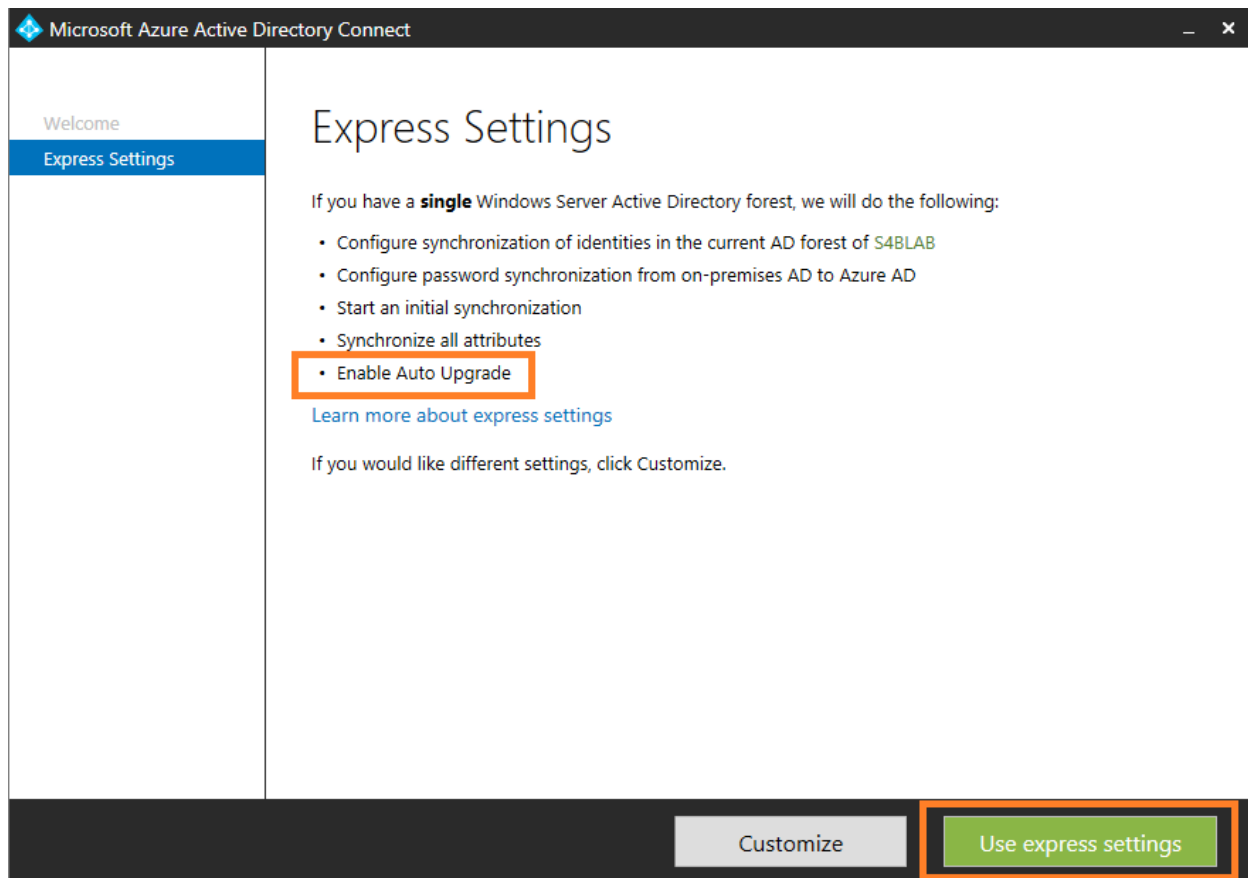 Microsoft Azure Active Directory Connect
Welcome
Express Settings
Express Settings
If you have a single Windows Server Active Directory forest, we will do the following:
• Configure synchronization of identities in the current AD forest of S4BLAB
• Configure password synchronization from on-premises AD to Azure AD
• Start an initial synchronization
• Synchronize all attributes
• Enable Auto Upgrade
Learn more about express settings
If you would like different settings, click Customize.
Customize
Use express settings